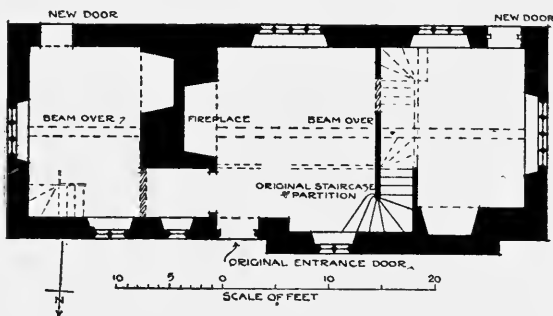 NEW DOOR
NEW DOOR
BEAM OVER
FIREPLACE
BEAM OVER
ORIGINAL STAIRCASE
& PARTITION
ORIGINAL ENTRANCE DOOR
N
10 5 0 10 20
SCALE OF FEET